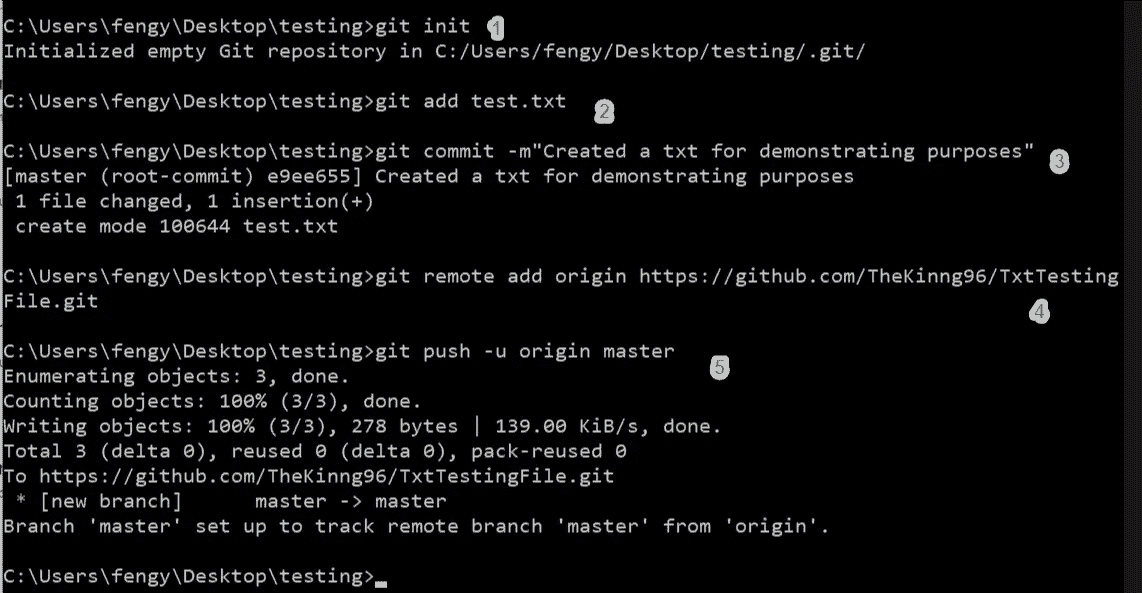 C:\Users\fengy\Desktop\testing>git init 1
Initialized empty Git repository in C:/Users/fengy/Desktop/testing/.git/
C:\Users\fengy\Desktop\testing>git add test.txt 2
C:\Users\fengy\Desktop\testing>git commit -m"Created a txt for demonstrating purposes" 3
[master (root-commit) e9ee655] Created a txt for demonstrating purposes
 1 file changed, 1 insertion(+)
 create mode 100644 test.txt
C:\Users\fengy\Desktop\testing>git remote add origin https://github.com/TheKinng96/TxtTesting
File.git 4
C:\Users\fengy\Desktop\testing>git push -u origin master 5
Enumerating objects: 3, done.
Counting objects: 100% (3/3), done.
Writing objects: 100% (3/3), 278 bytes | 139.00 KiB/s, done.
Total 3 (delta 0), reused 0 (delta 0), pack-reused 0
To https://github.com/TheKinng96/TxtTestingFile.git
 * [new branch]      master -> master
Branch 'master' set up to track remote branch 'master' from 'origin'.
C:\Users\fengy\Desktop\testing>_